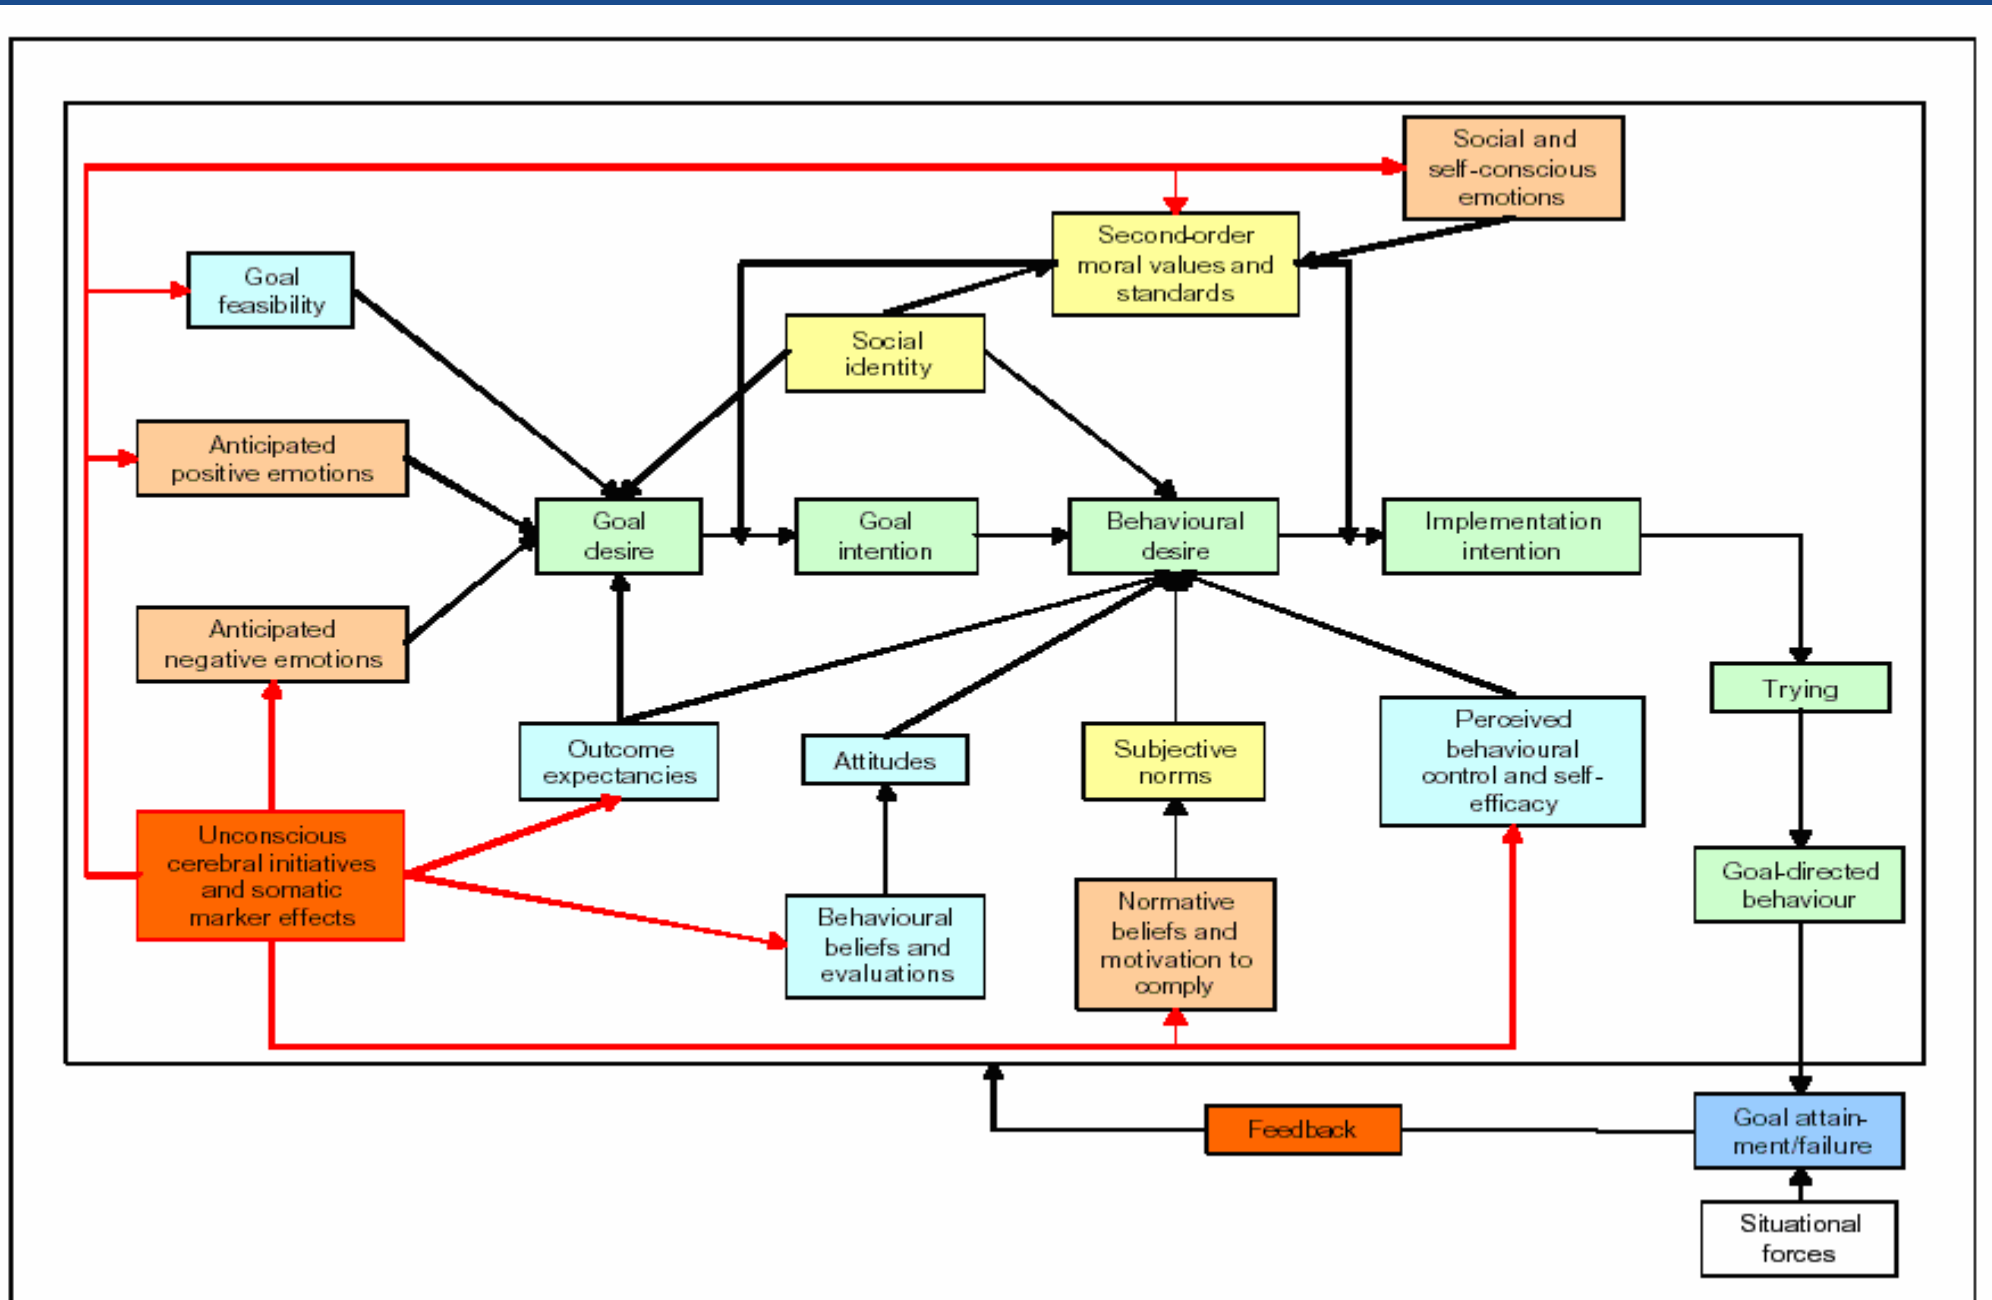 Social and
self-conscious
emotions
Second-order
moral values and
standards
Goal
feasibility
Social
identity
Anticipated
positive emotions
Goal
desire
Goal
intention
Behavioural
desire
Implementation
intention
Anticipated
negative emotions
Trying
Outcome
expectancies
Attitudes
Subjective
norms
Perceived
behavioural
control and self-
efficacy
Unconscious
cerebral initiatives
and somatic
marker effects
Behavioural
beliefs and
evaluations
Normative
beliefs and
motivation to
comply
Goal-directed
behaviour
Feedback
Goal attain-
ment/failure
Situational
forces